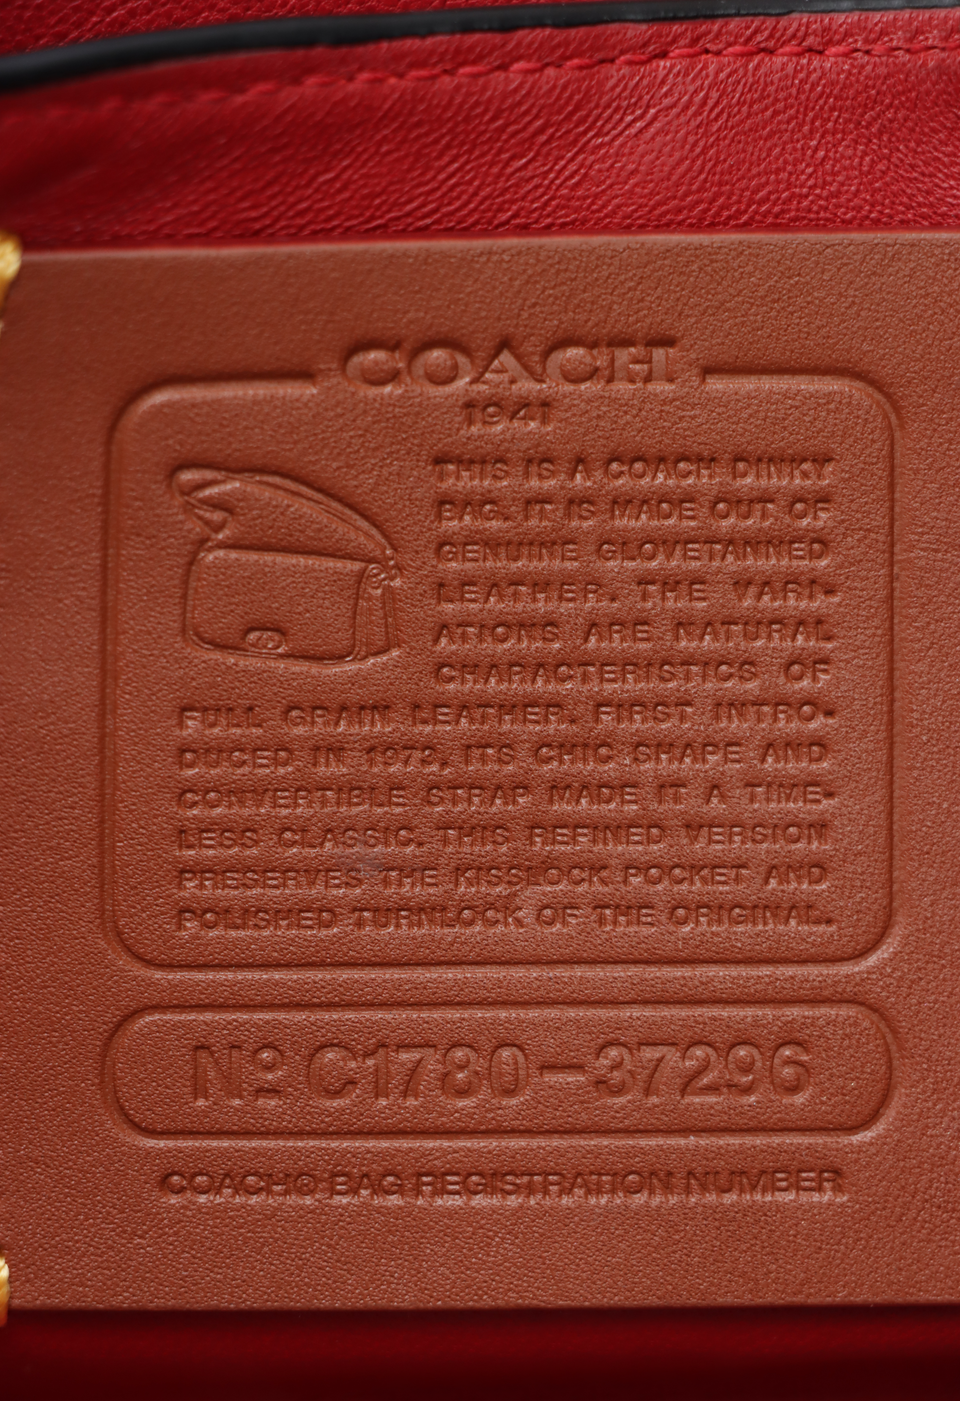 COACH
1941
THIS IS A COACH DINKY
BAG. IT IS MADE OUT OF
GENUINE GLOVETANNED
LEATHER. THE VARI-
ATIONS ARE NATURAL
CHARACTERISTICS OF
FULL GRAIN LEATHER. FIRST INTRO-
DUCED IN 1973, ITS CHIC SHAPE AND
CONVERTIBLE STRAP MADE IT A TIME-
LESS CLASSIC. THIS REFINED VERSION
PRESERVES THE KISSLOCK POCKET AND
POLISHED TURNLOCK OF THE ORIGINAL.
Nº C1780-37296
COACH® BAG REGISTRATION NUMBER